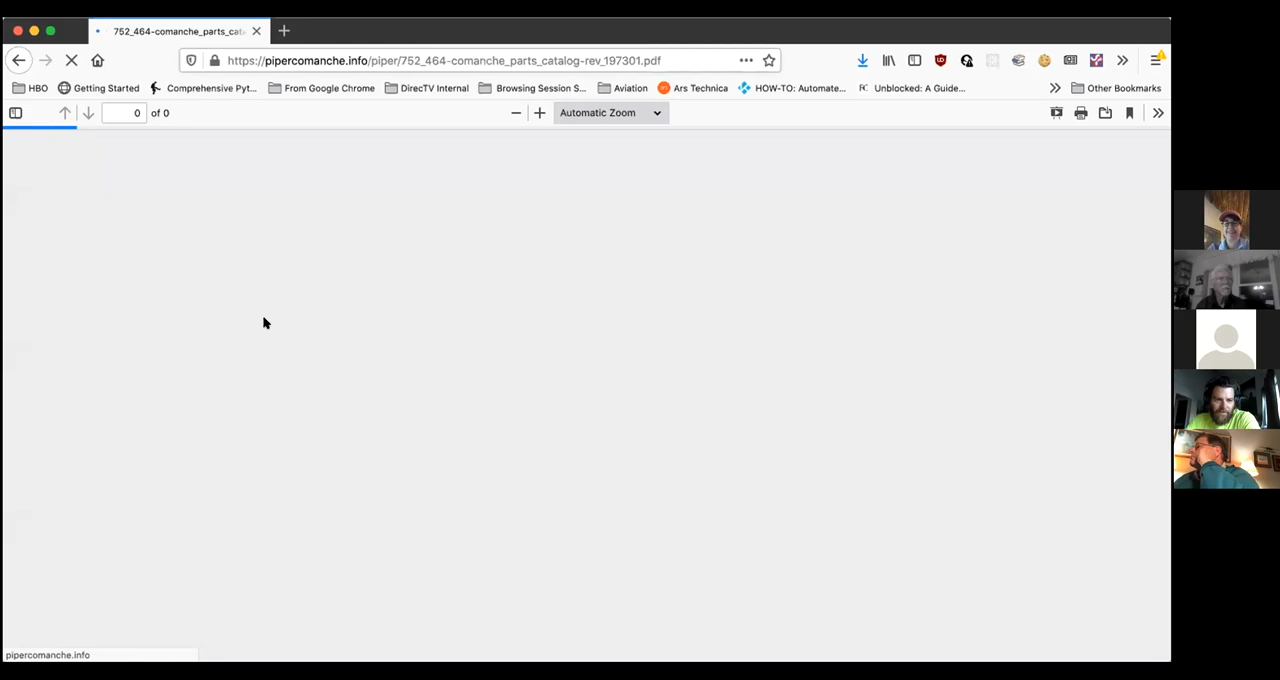 752_464-comanche_parts_cat
https://pipercomanche.info/piper/752_464-comanche_parts_catalog-rev_197301.pdf
HBO Getting Started Comprehensive Pyt... From Google Chrome DirecTV Internal Browsing Session S... Aviation Ars Technica HOW-TO: Automate... Unblocked: A Guide... Other Bookmarks
0 of 0 Automatic Zoom
pipercomanche.info